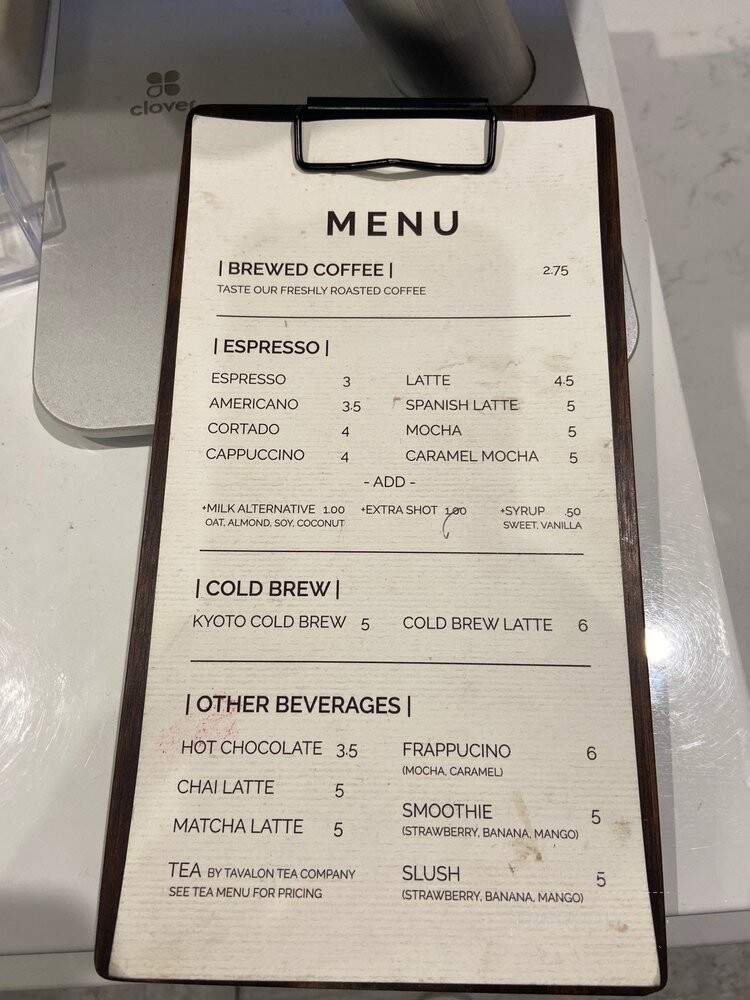 clover
MENU
| BREWED COFFEE | 2.75
TASTE OUR FRESHLY ROASTED COFFEE
| ESPRESSO |
ESPRESSO 3 LATTE 4.5
AMERICANO 3.5 SPANISH LATTE 5
CORTADO 4 MOCHA 5
CAPPUCCINO 4 CARAMEL MOCHA 5
- ADD -
+MILK ALTERNATIVE 1.00 +EXTRA SHOT 1.00 +SYRUP .50
OAT, ALMOND, SOY, COCONUT SWEET, VANILLA
| COLD BREW |
KYOTO COLD BREW 5 COLD BREW LATTE 6
| OTHER BEVERAGES |
HOT CHOCOLATE 3.5 FRAPPUCINO 6
(MOCHA, CARAMEL)
CHAI LATTE 5
SMOOTHIE 5
MATCHA LATTE 5 (STRAWBERRY, BANANA, MANGO)
TEA BY TAVALON TEA COMPANY SLUSH 5
SEE TEA MENU FOR PRICING (STRAWBERRY, BANANA, MANGO)